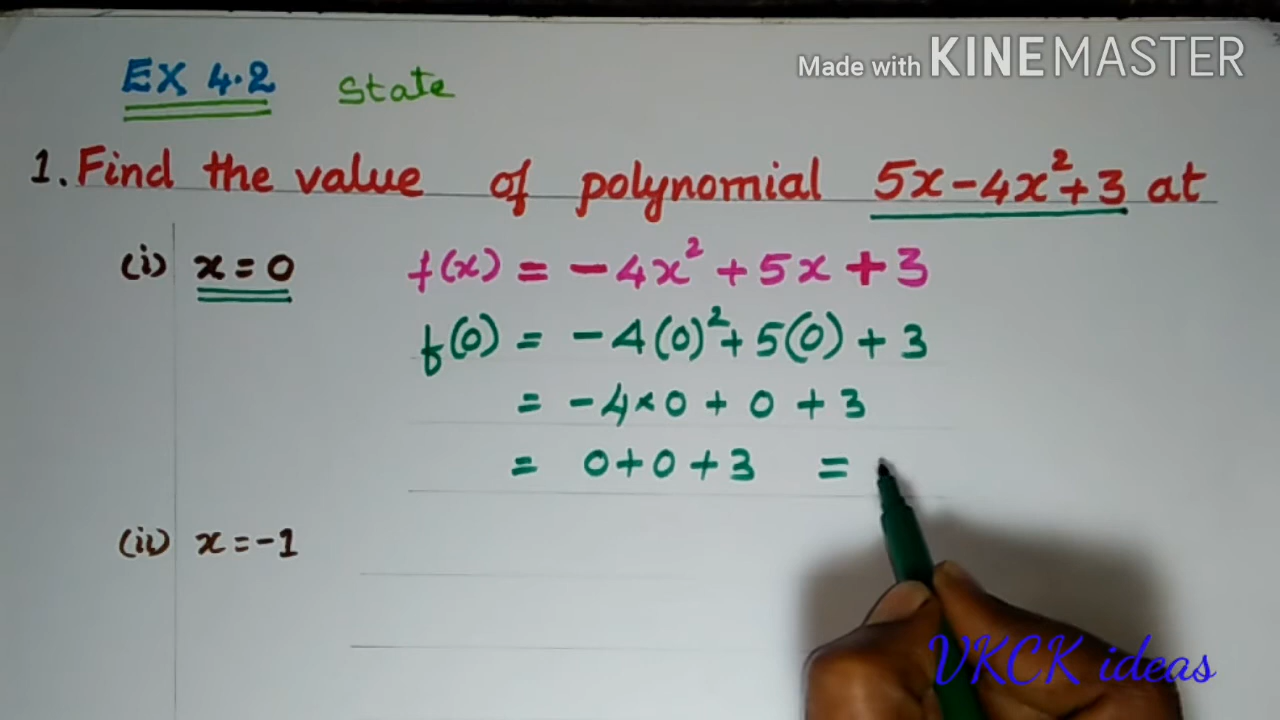 Made with KINEMASTER
EX 4.2 State
1. Find the value of polynomial 5x-4x²+3 at
(i) x=0 f(x) = -4x²+5x+3
f(0) = -4(0)²+5(0)+3
= -4×0+0+3
= 0+0+3 =
(ii) x=-1
VKCK ideas